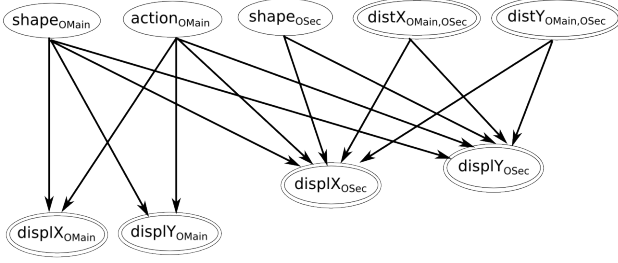 shapeOMain
actionOMain
shapeOSec
distXOMain,OSec
distYOMain,OSec
displXOSec
displYOSec
displXOMain
displYOMain